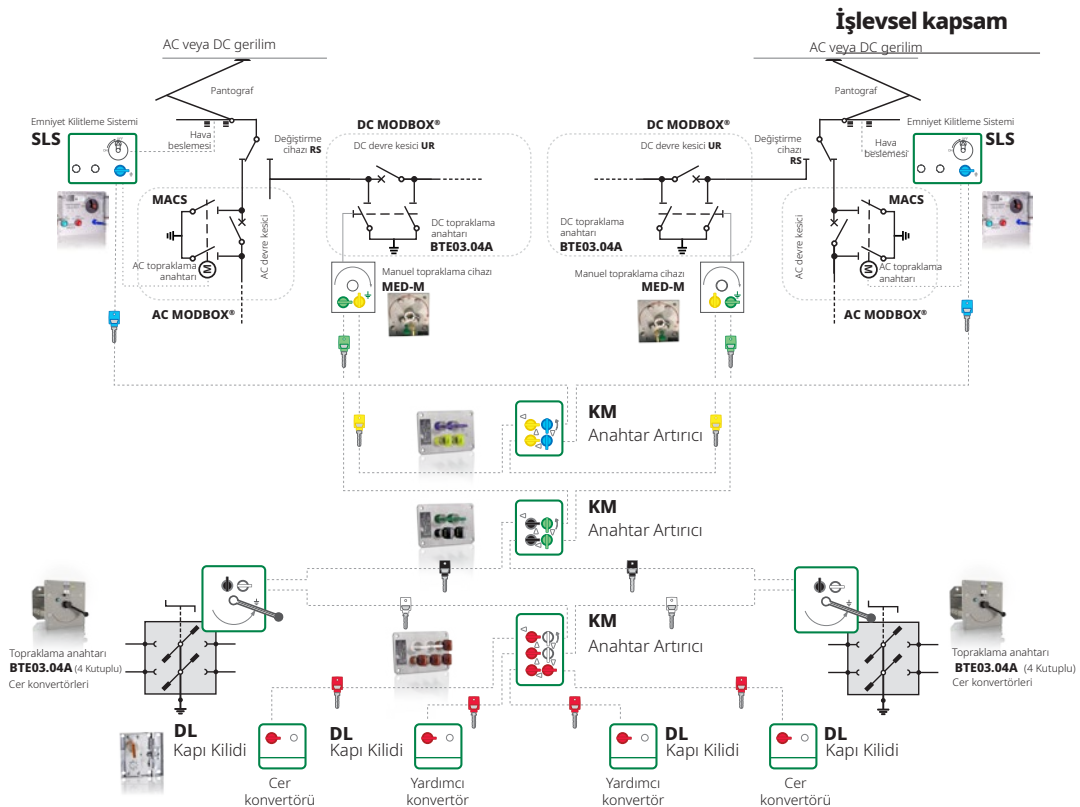 İşlevsel kapsam
AC veya DC gerilim
AC veya DC gerilim
Pantograf
Pantograf
Emniyet Kilitleme Sistemi
SLS
Hava
beslemesi
Değiştirme
cihazı RS
DC MODBOX®
DC devre kesici UR
DC MODBOX®
DC devre kesici UR
Değiştirme
cihazı
RS
Hava
beslemesi
Emniyet Kilitleme Sistemi
SLS
MACS
AC devre kesici
AC topraklama
anahtarı
M
AC MODBOX®
DC topraklama
anahtarı
BTE03.04A
DC topraklama
anahtarı
BTE03.04A
Manuel topraklama cihazı
MED-M
Manuel topraklama cihazı
MED-M
AC devre kesici
MACS
M
AC topraklama
anahtarı
AC MODBOX®
KM
Anahtar Artırıcı
KM
Anahtar Artırıcı
KM
Anahtar Artırıcı
Topraklama anahtarı
BTE03.04A (4 Kutuplu)
Cer konvertörleri
Topraklama anahtarı
BTE03.04A (4 Kutuplu)
Cer konvertörleri
DL
Kapı Kilidi
DL
Kapı Kilidi
DL
Kapı Kilidi
DL
Kapı Kilidi
Cer
konvertörü
Yardımcı
konvertör
Yardımcı
konvertör
Cer
konvertörü